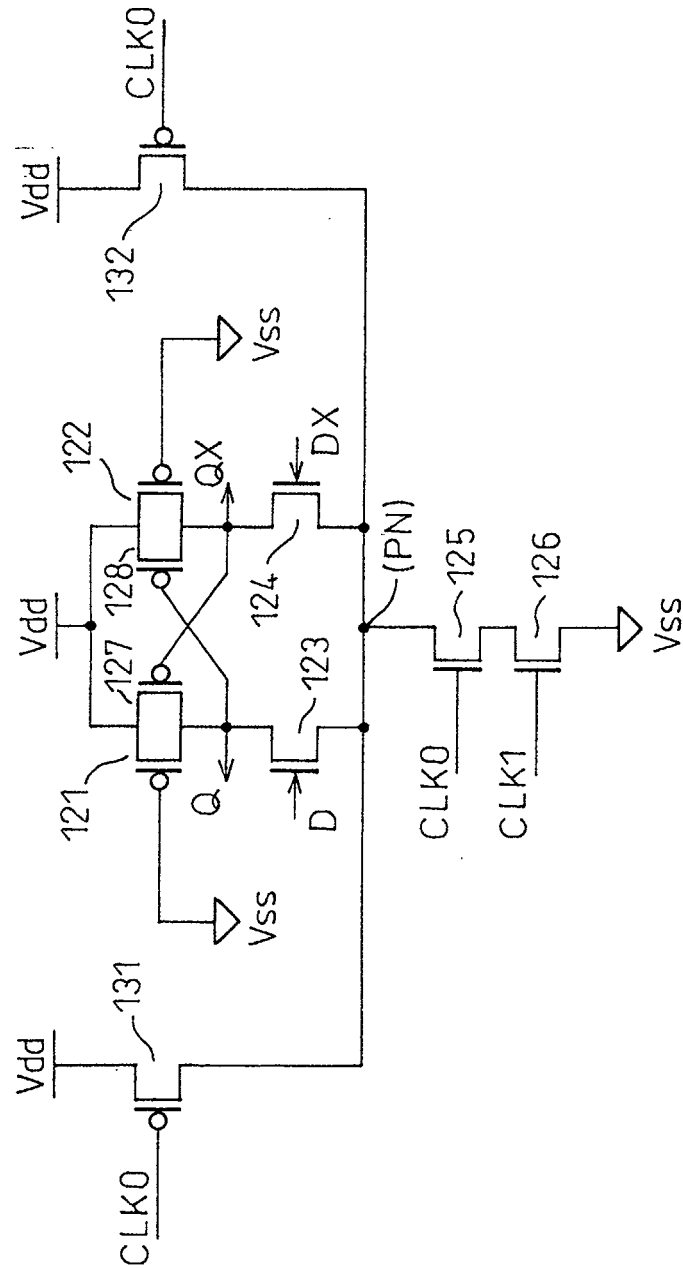 Vdd
Vdd
Vdd
CLK0
131
121
127
128
122
132
CLK0
Vss
Q
QX
Vss
D
123
124
DX
(PN)
CLK0
125
CLK1
126
Vss